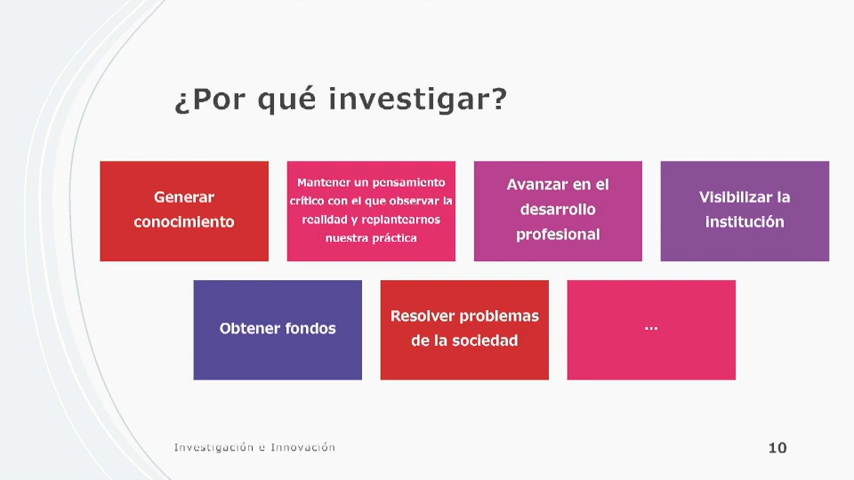 ¿Por qué investigar?
Generar
conocimiento
Mantener un pensamiento
crítico con el que observar la
realidad y replantearnos
nuestra práctica
Avanzar en el
desarrollo
profesional
Visibilizar la
institución
Obtener fondos
Resolver problemas
de la sociedad
...
Investigación e Innovación
10